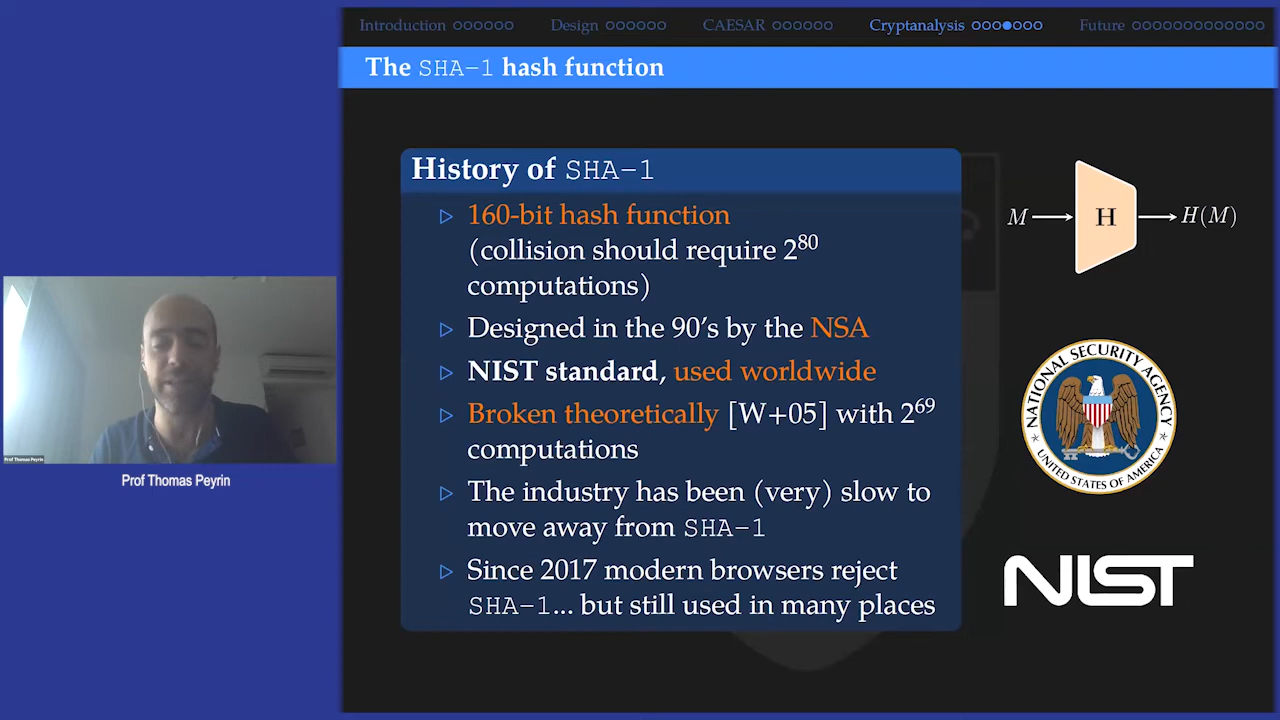 Introduction Design CAESAR Cryptanalysis Future
The SHA-1 hash function
History of SHA-1
▷ 160-bit hash function
(collision should require 2^80
computations)
▷ Designed in the 90's by the NSA
▷ NIST standard, used worldwide
▷ Broken theoretically [W+05] with 2^69
computations
▷ The industry has been (very) slow to
move away from SHA-1
▷ Since 2017 modern browsers reject
SHA-1... but still used in many places
M H H(M)
NATIONAL SECURITY AGENCY
UNITED STATES OF AMERICA
NIST
Prof Thomas Peyrin
Prof Thomas Peyrin